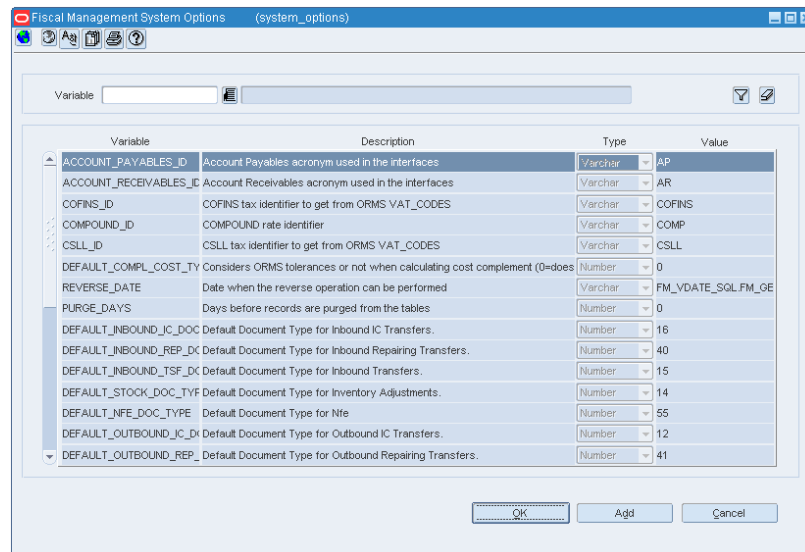 Fiscal Management System Options (system_options)
Variable
Variable Description Type Value
ACCOUNT_PAYABLES_ID Account Payables acronym used in the interfaces Varchar AP
ACCOUNT_RECEIVABLES_ID Account Receivables acronym used in the interfaces Varchar AR
COFINS_ID COFINS tax identifier to get from ORMS VAT_CODES Varchar COFINS
COMPOUND_ID COMPOUND rate identifier Varchar COMP
CSLL_ID CSLL tax identifier to get from ORMS VAT_CODES Varchar CSLL
DEFAULT_COMPL_COST_TY Considers ORMS tolerances or not when calculating cost complement (0=does Number 0
REVERSE_DATE Date when the reverse operation can be performed Varchar FM_VDATE_SQL.FM_GE
PURGE_DAYS Days before records are purged from the tables Number 0
DEFAULT_INBOUND_IC_DOC Default Document Type for Inbound IC Transfers. Number 16
DEFAULT_INBOUND_REP_DO Default Document Type for Inbound Repairing Transfers. Number 40
DEFAULT_INBOUND_TSF_DO Default Document Type for Inbound Transfers. Number 15
DEFAULT_STOCK_DOC_TYP Default Document Type for Inventory Adjustments. Number 14
DEFAULT_NFE_DOC_TYPE Default Document Type for Nfe Number 55
DEFAULT_OUTBOUND_IC_DO Default Document Type for Outbound IC Transfers. Number 12
DEFAULT_OUTBOUND_REP_ Default Document Type for Outbound Repairing Transfers. Number 41
OK Add Cancel